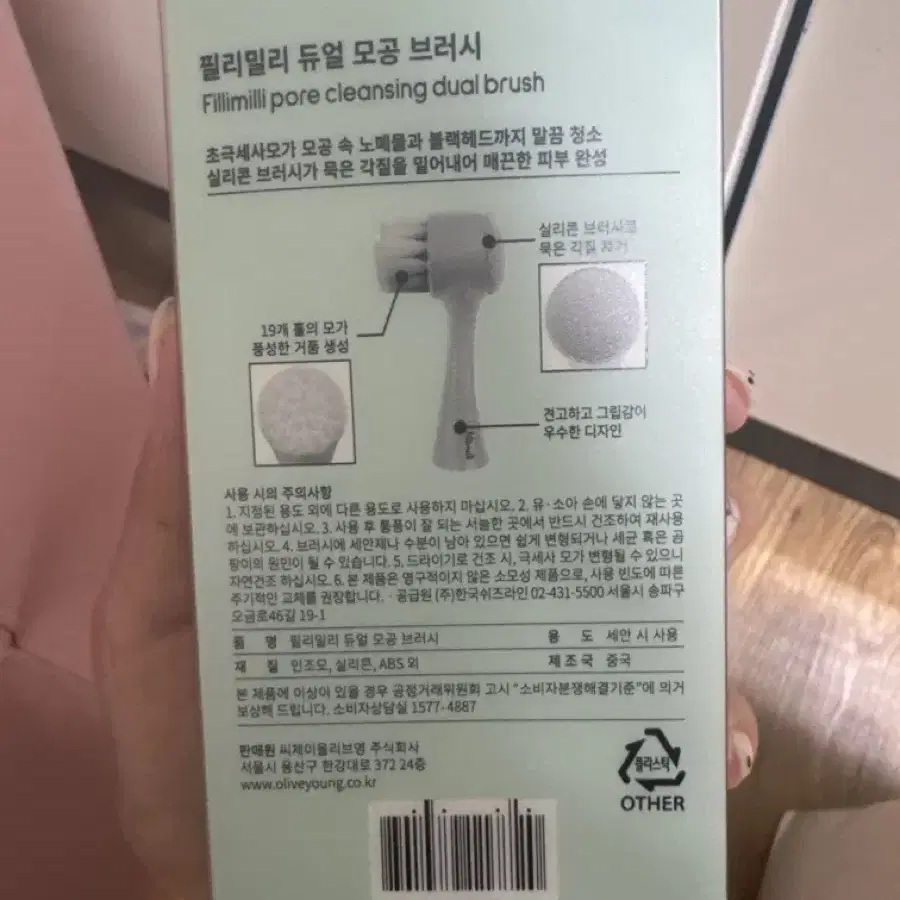 필리밀리 듀얼 모공 브러시
Fillimilli pore cleansing dual brush
초극세사모가 모공 속 노폐물과 블랙헤드까지 말끔 청소
실리콘 브러시가 묵은 각질을 밀어내어 매끈한 피부 완성
실리콘 브러시로
묵은 각질 제거
19개 홀의 모가
풍성한 거품 생성
견고하고 그립감이
우수한 디자인
사용 시의 주의사항
1. 지정된 용도 외에 다른 용도로 사용하지 마십시오. 2. 유·소아 손에 닿지 않는 곳
에 보관하십시오. 3. 사용 후 통풍이 잘 되는 서늘한 곳에서 반드시 건조하여 재사용
하십시오. 4. 브러시에 세안제나 수분이 남아 있으면 쉽게 변형되거나 세균 혹은 곰
팡이의 원인이 될 수 있습니다. 5. 드라이기로 건조 시, 극세사 모가 변형될 수 있으니
자연건조 하십시오. 6. 본 제품은 영구적이지 않은 소모성 제품으로, 사용 빈도에 따른
주기적인 교체를 권장합니다. · 공급원 (주)한국쉬즈라인 02-431-5500 서울시 송파구
오금로46길 19-1
품 명 필리밀리 듀얼 모공 브러시 용 도 세안 시 사용
재 질 인조모, 실리콘, ABS 외 제조국 중국
본 제품에 이상이 있을 경우 공정거래위원회 고시 "소비자분쟁해결기준"에 의거
보상해 드립니다. 소비자상담실 1577-4887
판매원 씨제이올리브영 주식회사
서울시 용산구 한강대로 372 24층
www.oliveyoung.co.kr
플라스틱
OTHER